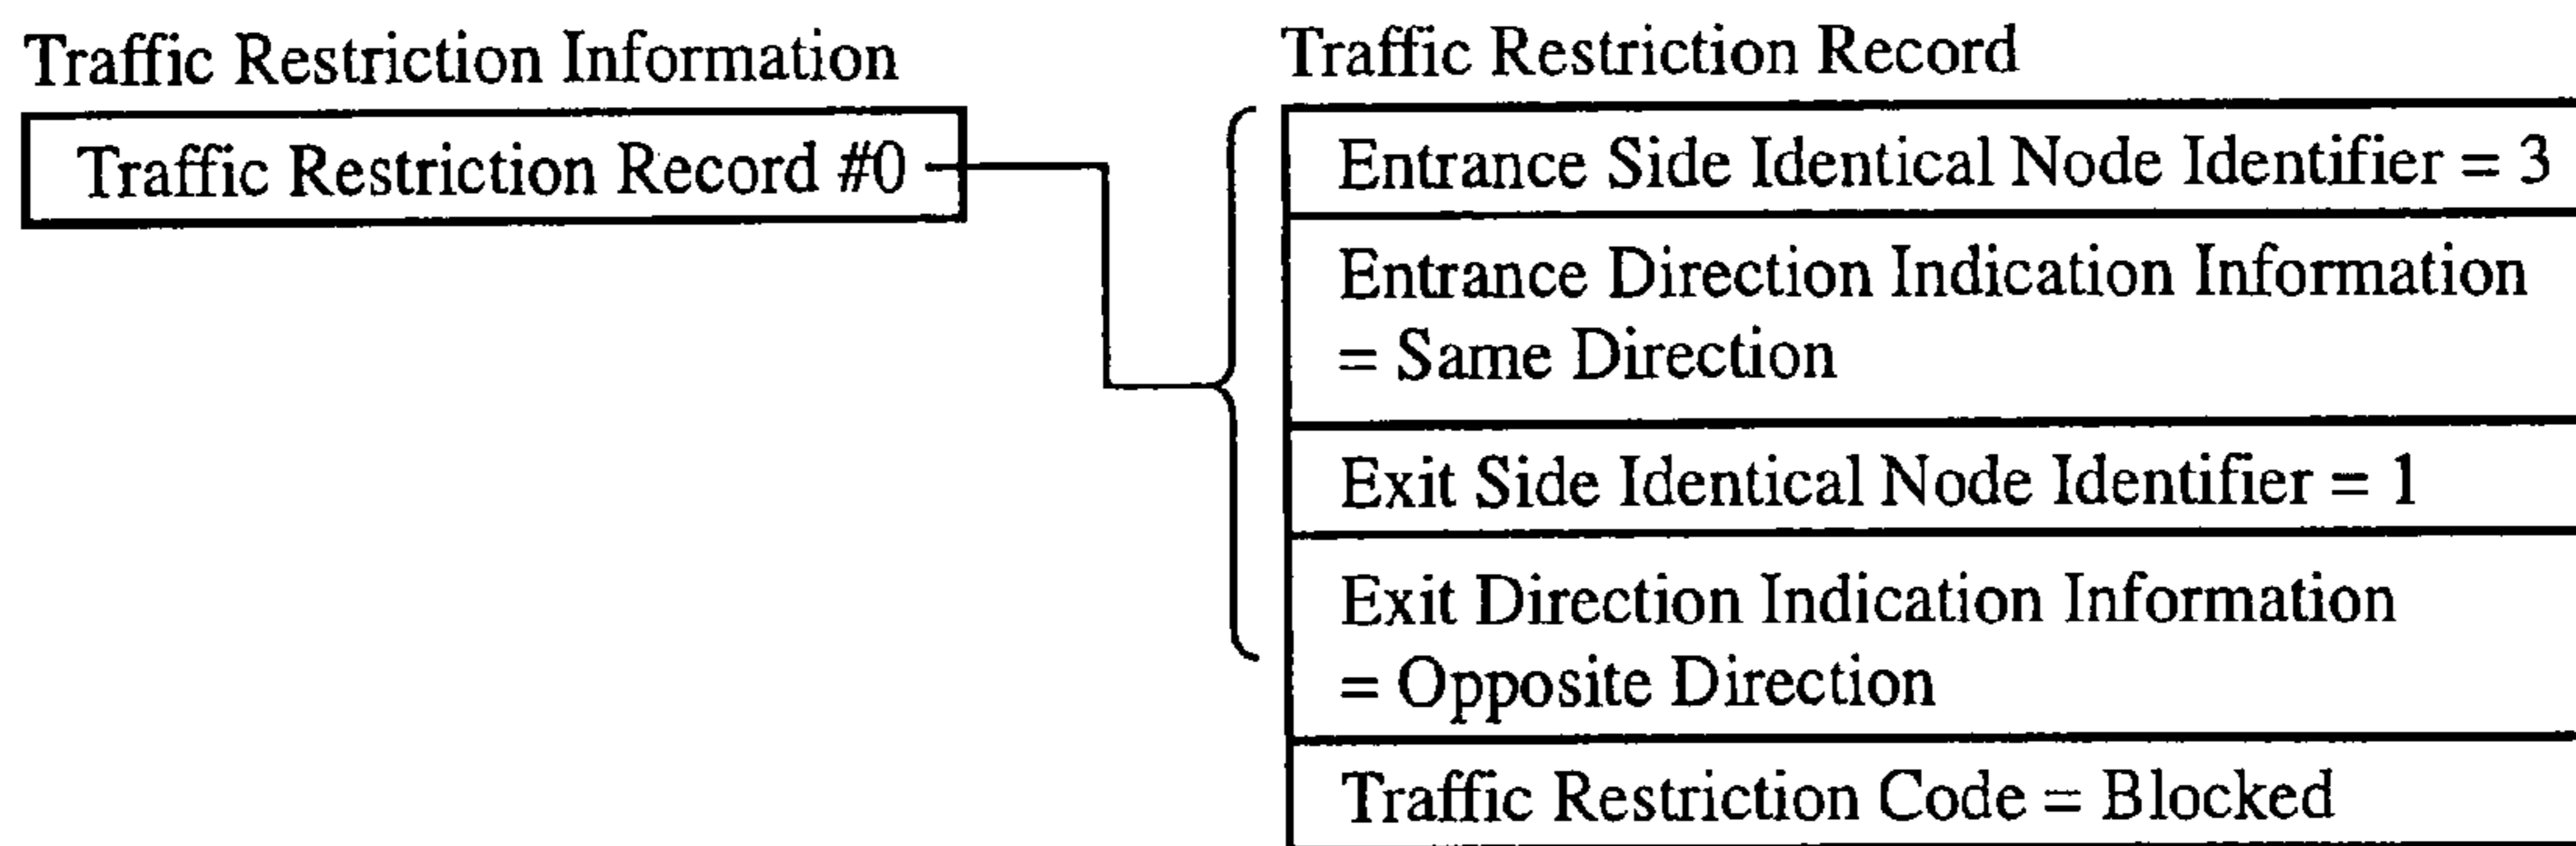 Traffic Restriction Information
Traffic Restriction Record #0
Traffic Restriction Record
Entrance Side Identical Node Identifier = 3
Entrance Direction Indication Information
= Same Direction
Exit Side Identical Node Identifier = 1
Exit Direction Indication Information
= Opposite Direction
Traffic Restriction Code = Blocked